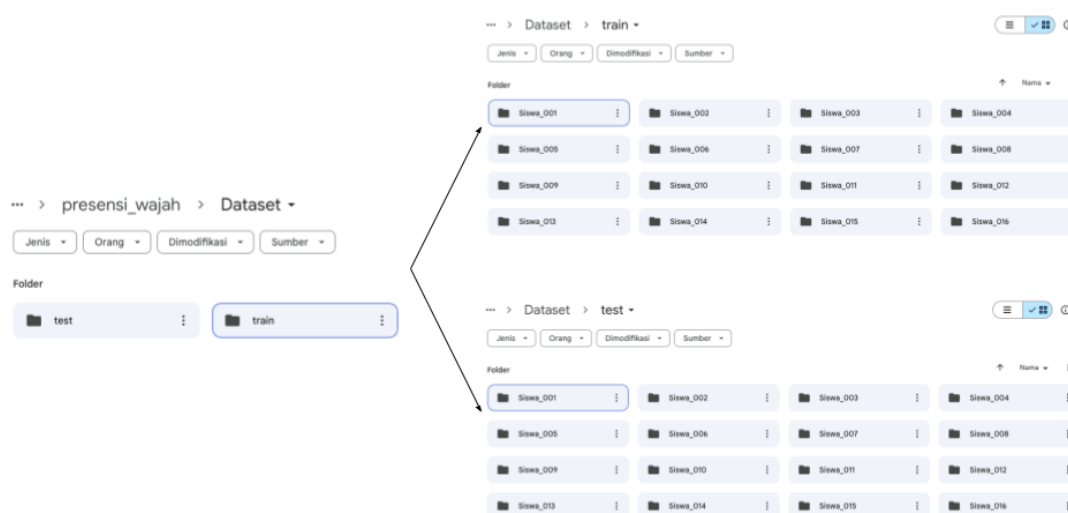 presensi_wajah > Dataset
Jenis Orang Dimodifikasi Sumber
Folder
test train
Dataset > train
Jenis Orang Dimodifikasi Sumber
Nama
Folder
Siswa_001 Siswa_002 Siswa_003 Siswa_004
Siswa_005 Siswa_006 Siswa_007 Siswa_008
Siswa_009 Siswa_010 Siswa_011 Siswa_012
Siswa_013 Siswa_014 Siswa_015 Siswa_016
Dataset > test
Jenis Orang Dimodifikasi Sumber
Nama
Folder
Siswa_001 Siswa_002 Siswa_003 Siswa_004
Siswa_005 Siswa_006 Siswa_007 Siswa_008
Siswa_009 Siswa_010 Siswa_011 Siswa_012
Siswa_013 Siswa_014 Siswa_015 Siswa_016